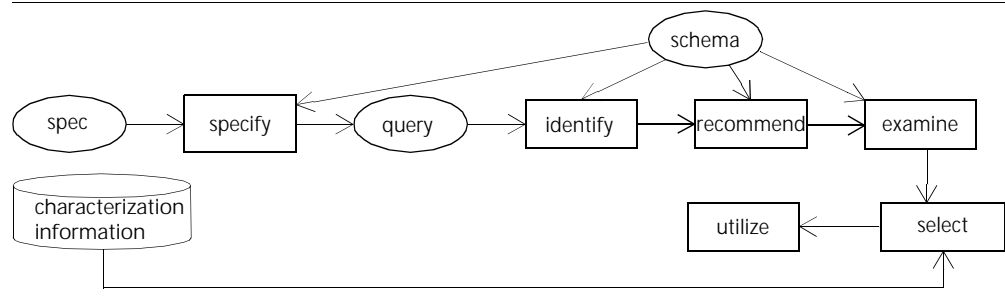 schema
spec
specify
query
identify
recommend
examine
characterization
information
utilize
select